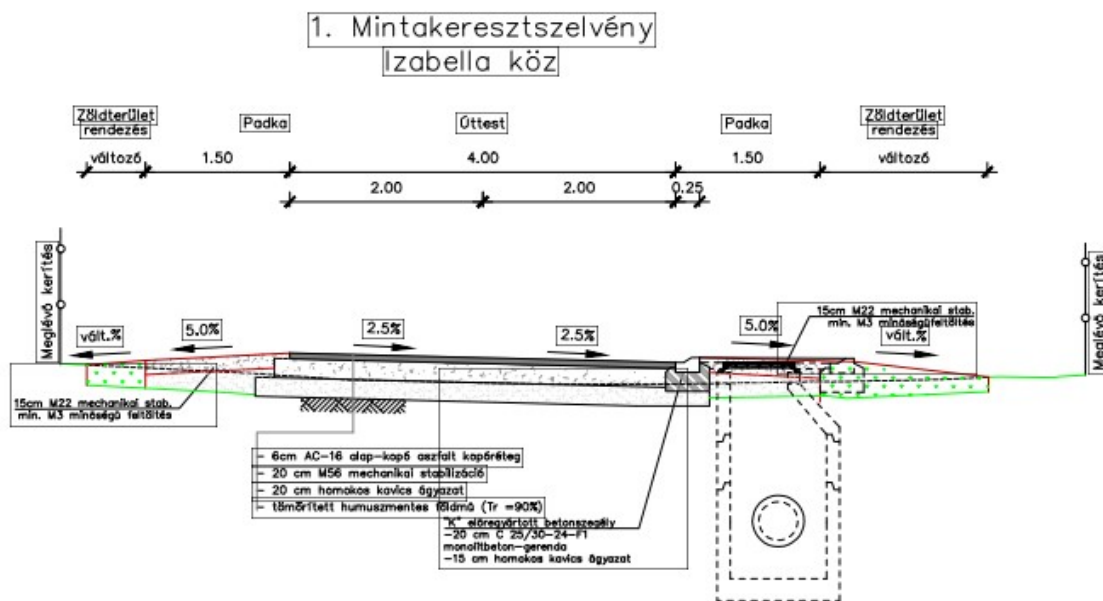 1. Mintakeresztszelvény
Izabella köz
Zöldterület
rendezés
Padka
Úttest
Padka
Zöldterület
rendezés
változó
1.50
4.00
1.50
változó
2.00
2.00
0.25
Meglévő kerítés
Meglévő kerítés
vált.%
5.0%
2.5%
2.5%
5.0%
15cm M22 mechanikai stab.
min. M3 minőségűfeltöltés
vált.%
15cm M22 mechanikai stab.
min. M3 minőségű feltöltés
- 6cm AC-16 alap-kopó aszfalt kopóréteg
- 20 cm M56 mechanikai stabilizáció
- 20 cm homokos kavics ágyazat
- tömörített humuszmentes földmű (Tr =90%)
"K" előregyártott betonszegély
-20 cm C 25/30-24-F1
monolitbeton-gerenda
-15 cm homokos kavics ágyazat